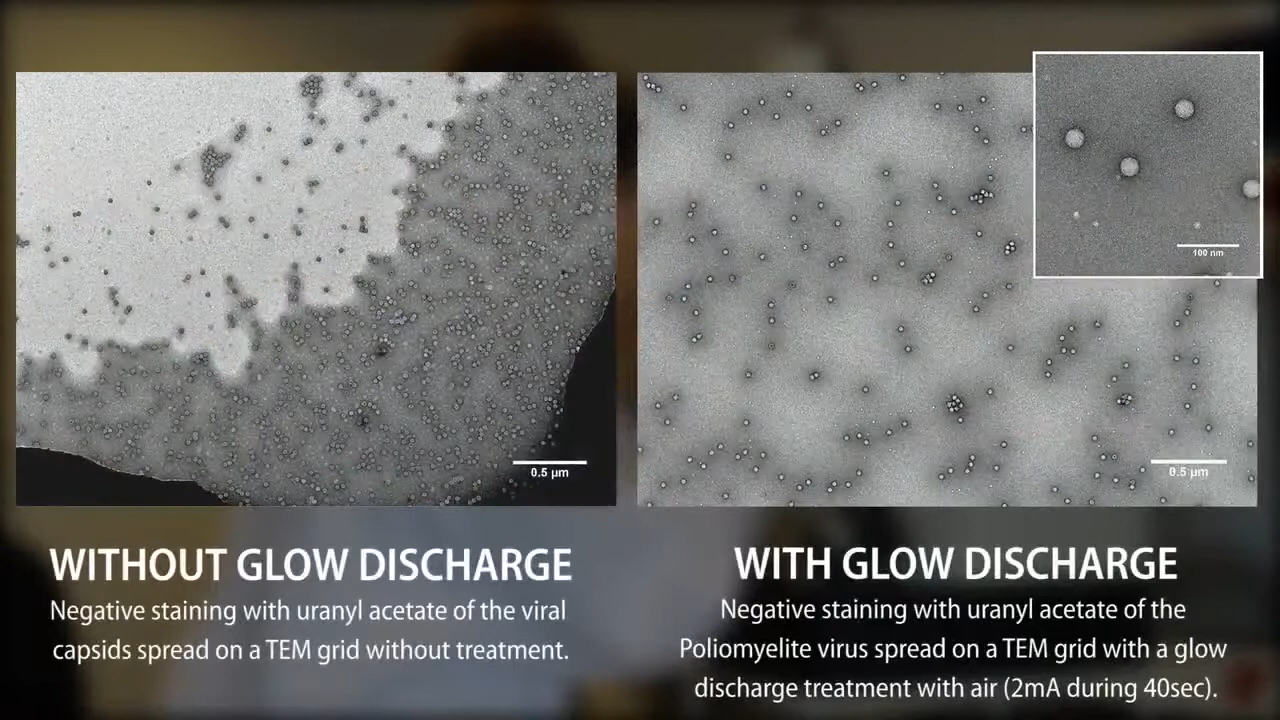 100 nm
0.5 µm
0.5 µm
WITHOUT GLOW DISCHARGE
Negative staining with uranyl acetate of the viral
capsids spread on a TEM grid without treatment.
WITH GLOW DISCHARGE
Negative staining with uranyl acetate of the
Poliomyelite virus spread on a TEM grid with a glow
discharge treatment with air (2mA during 40sec).